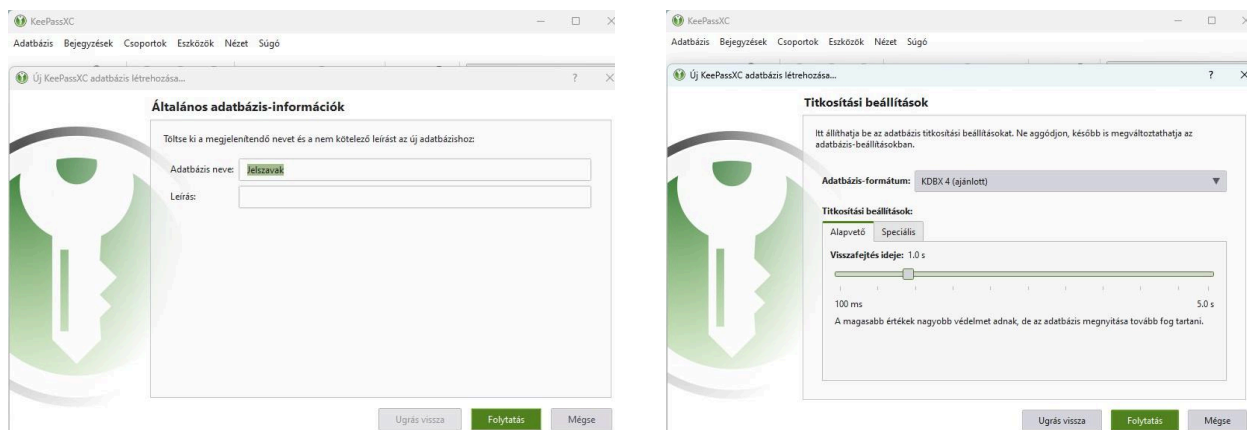 KeePassXC
Adatbázis Bejegyzések Csoportok Eszközök Nézet Súgó
Új KeePassXC adatbázis létrehozása...
?
Általános adatbázis-információk
Töltse ki a megjelenítendő nevet és a nem kötelező leírást az új adatbázishoz:
Adatbázis neve: Jelszavak
Leírás:
Ugrás vissza Folytatás Mégse
KeePassXC
Adatbázis Bejegyzések Csoportok Eszközök Nézet Súgó
Új KeePassXC adatbázis létrehozása...
?
Titkosítási beállítások
Itt állíthatja be az adatbázis titkosítási beállításokat. Ne aggódjon, később is megváltoztathatja az
adatbázis-beállításokban.
Adatbázis-formátum: KDBX 4 (ajánlott)
Titkosítási beállítások:
Alapvető Speciális
Visszafejtés ideje: 1.0 s
100 ms 5.0 s
A magasabb értékek nagyobb védelmet adnak, de az adatbázis megnyitása tovább fog tartani.
Ugrás vissza Folytatás Mégse